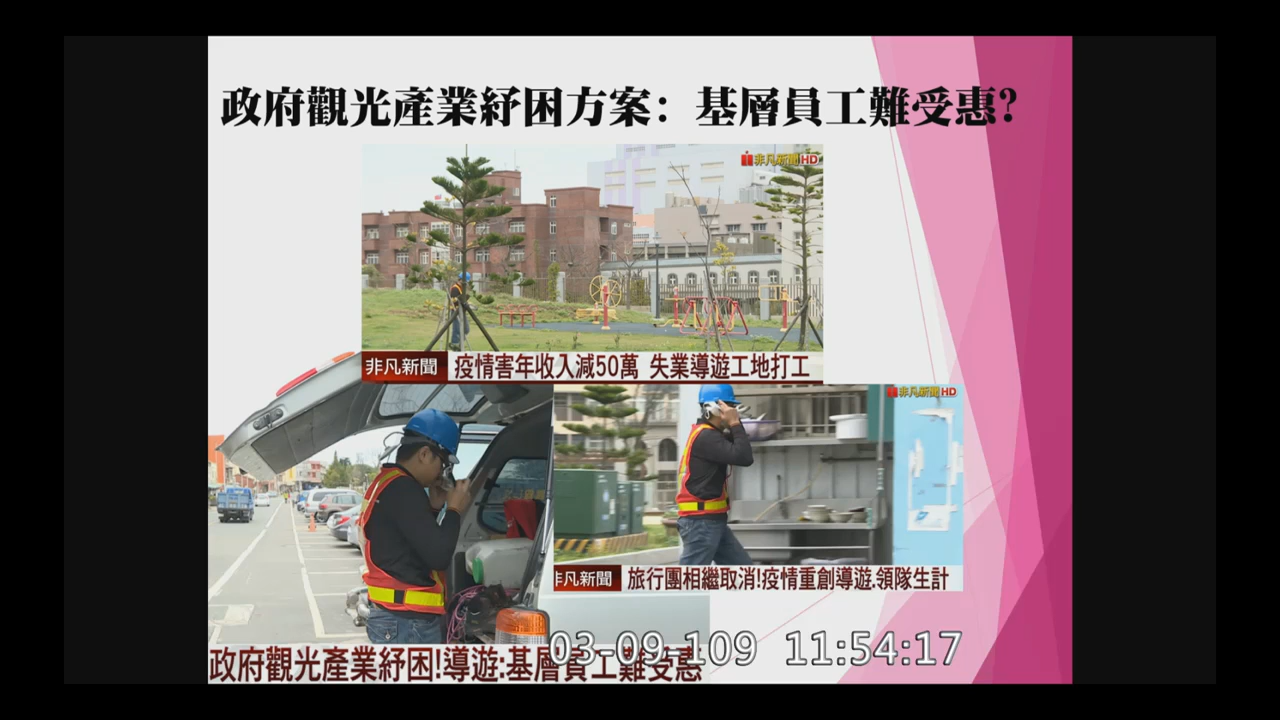 政府觀光產業紓困方案：基層員工難受惠?
非凡新聞HD
非凡新聞 疫情害年收入減50萬 失業導遊工地打工
非凡新聞HD
非凡新聞 旅行團相繼取消!疫情重創導遊.領隊生計
政府觀光產業紓困!導遊:基層員工難受惠
03-09-109 11:54:17